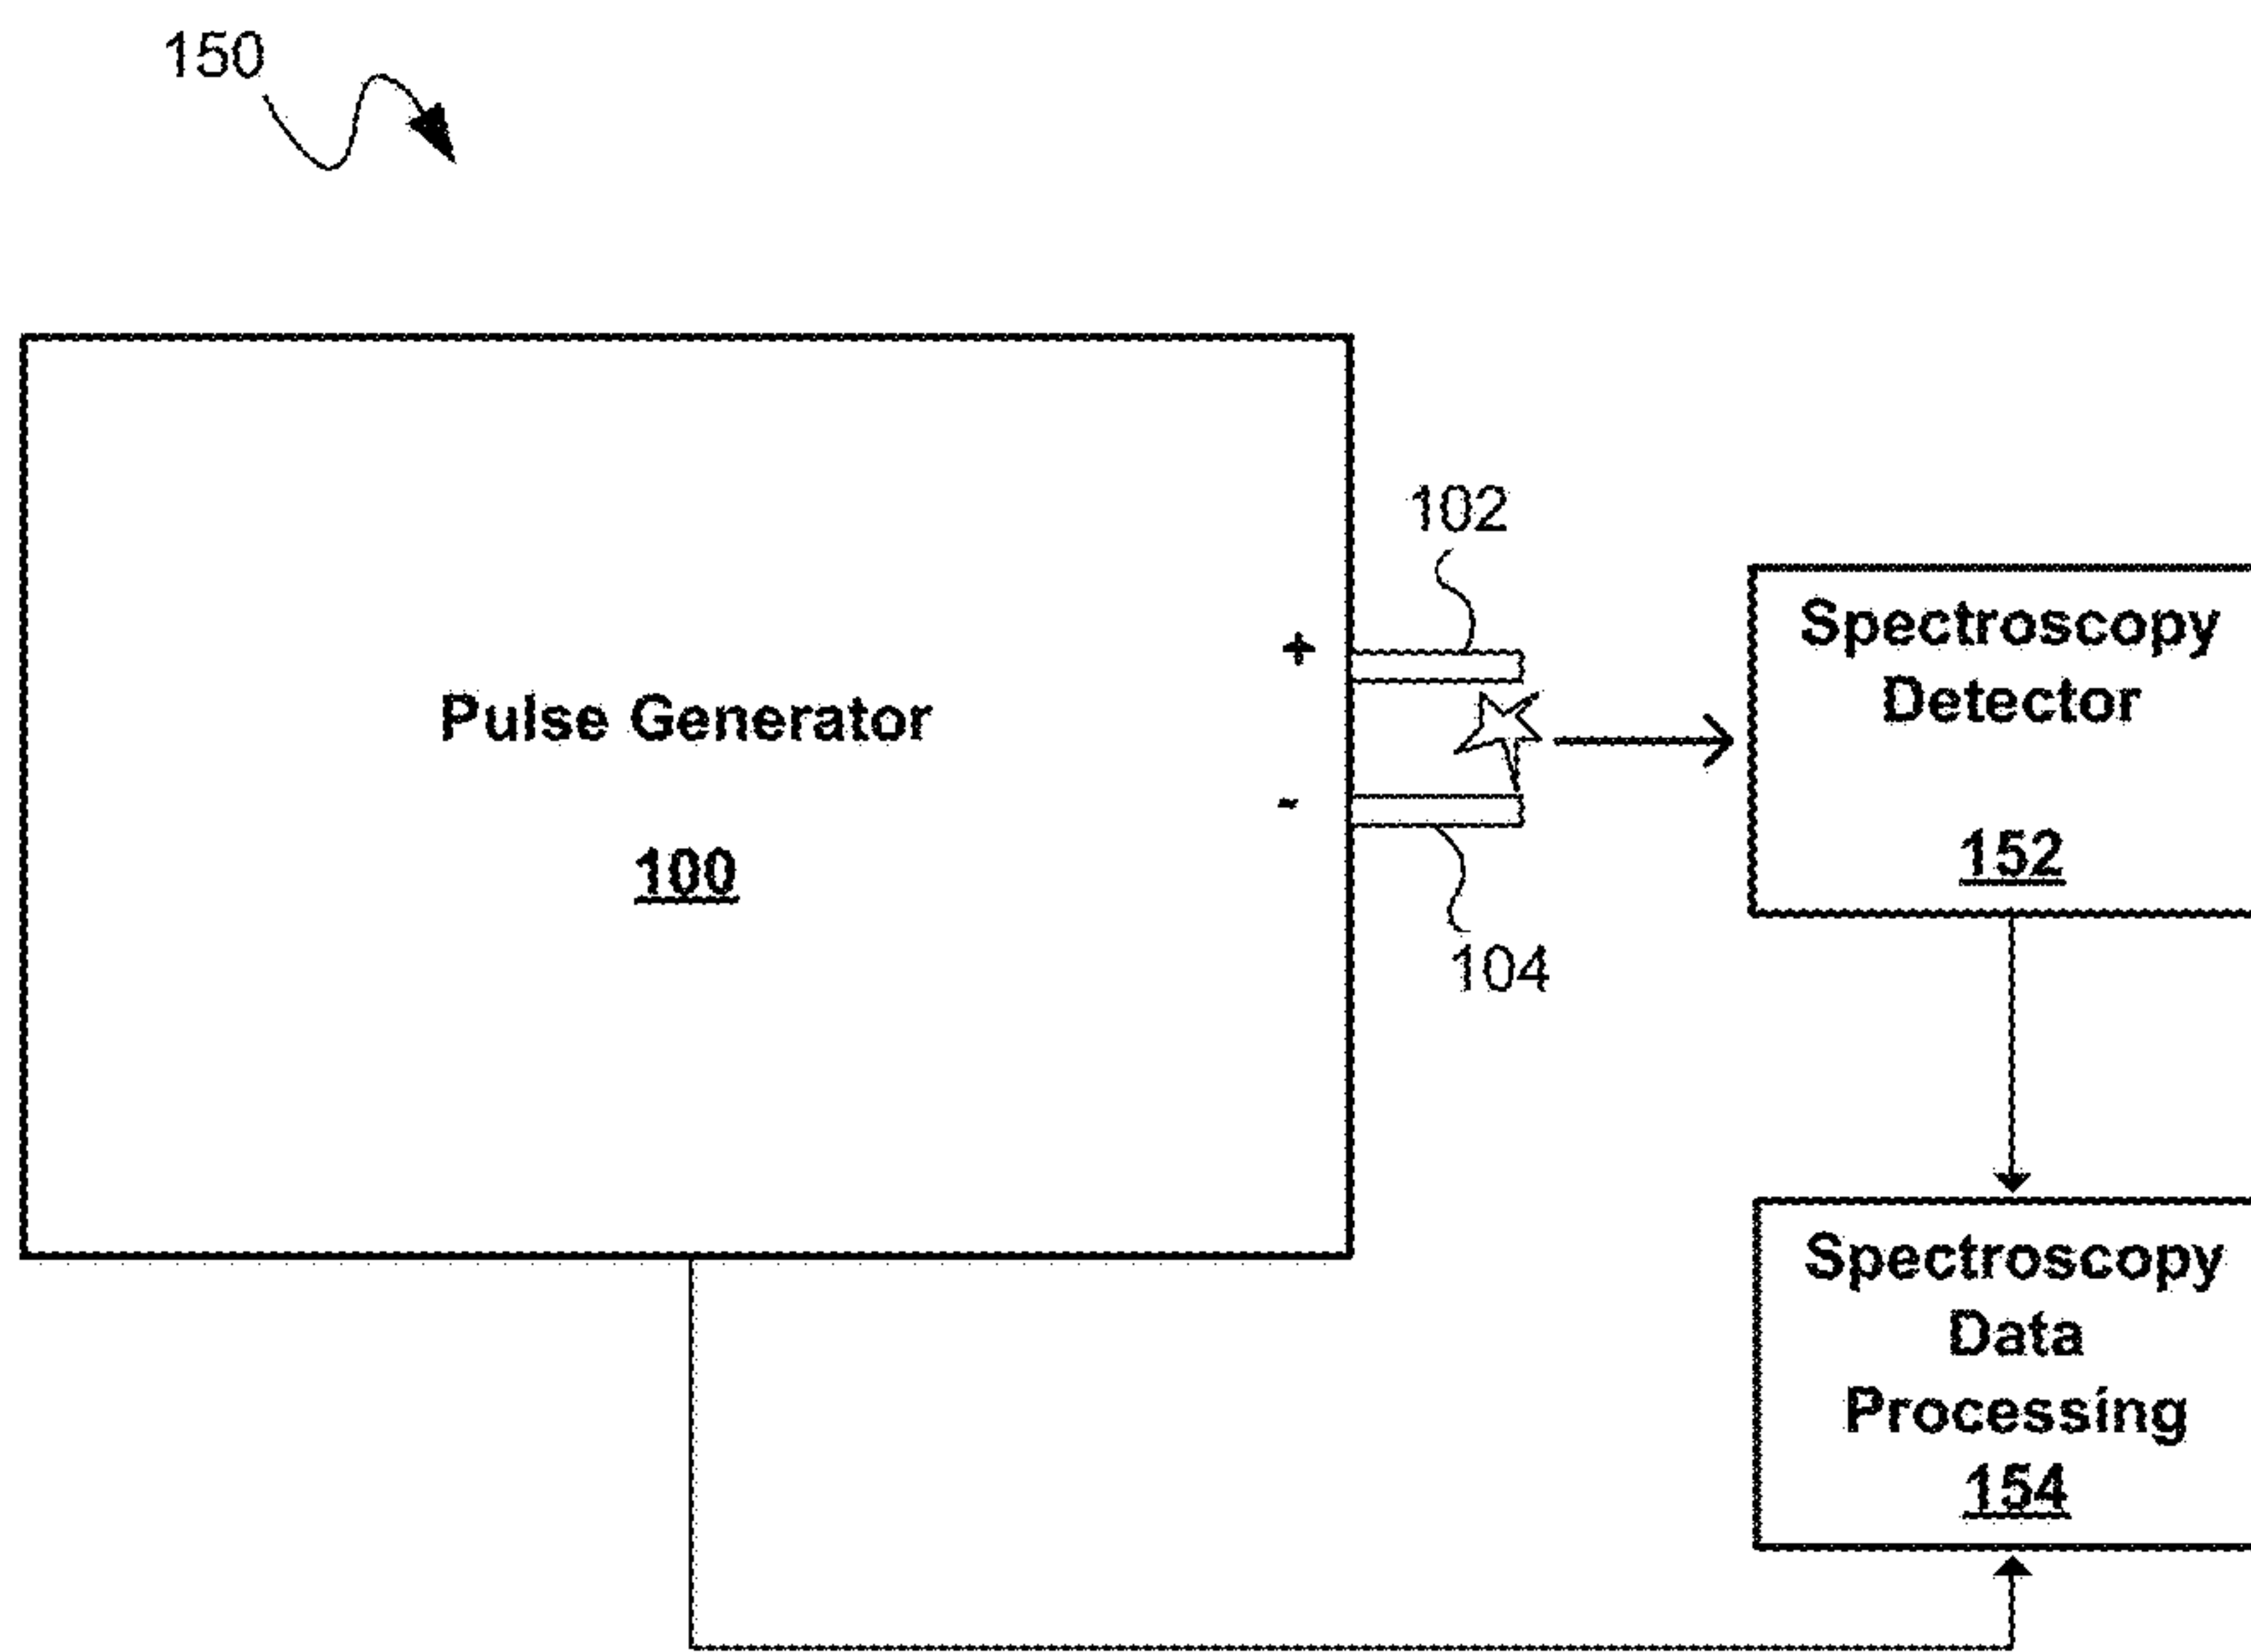 150
102
+
Pulse Generator
-
100
104
Spectroscopy
Detector
152
Spectroscopy
Data
Processing
154